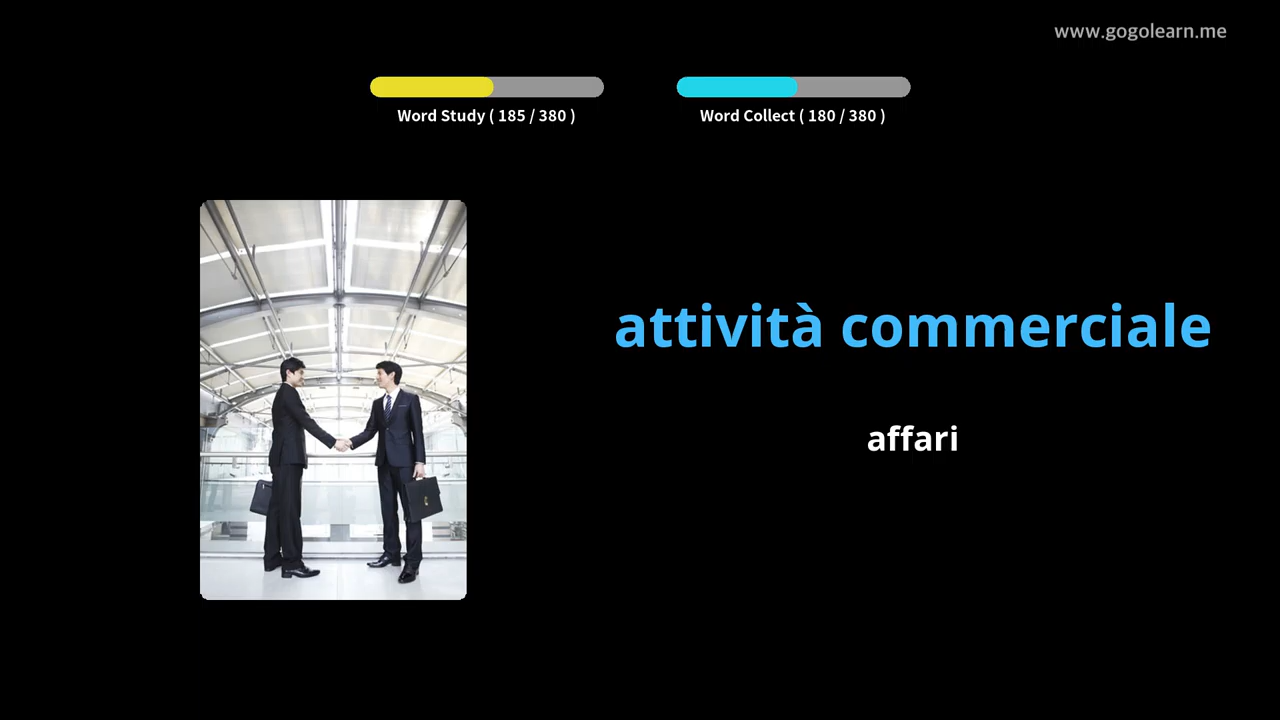 www.gogolearn.me
Word Study ( 185 / 380 )
Word Collect ( 180 / 380 )
attività commerciale
affari